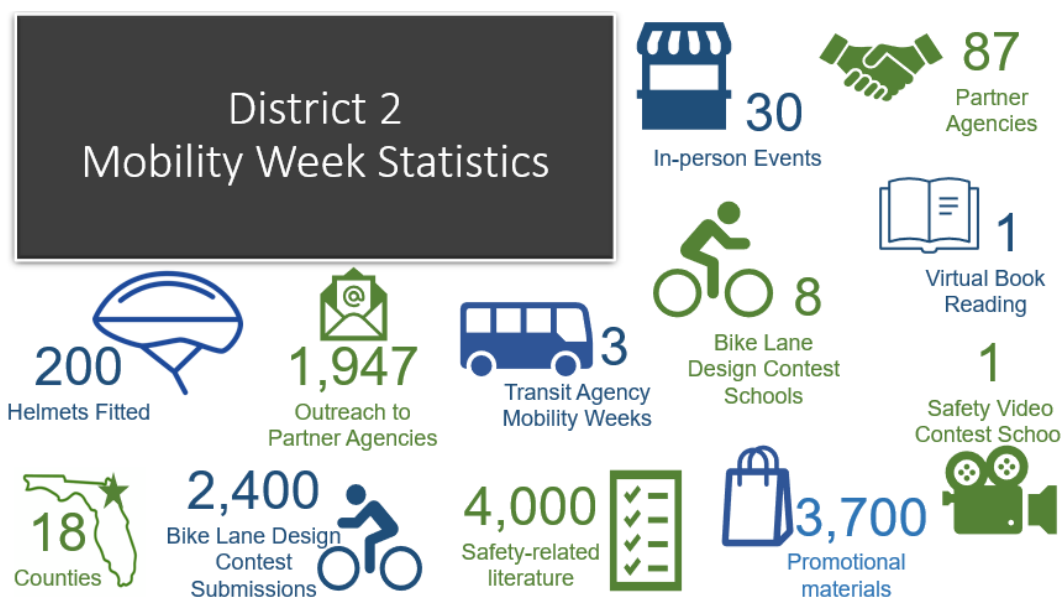 District 2
Mobility Week Statistics
30
In-person Events
87
Partner
Agencies
1
Virtual Book
Reading
200
Helmets Fitted
@
1,947
Outreach to
Partner Agencies
3
Transit Agency
Mobility Weeks
8
Bike Lane
Design Contest
Schools
1
Safety Video
Contest Schoo
18
Counties
2,400
Bike Lane Design
Contest
Submissions
4,000
Safety-related
literature
3,700
Promotional
materials